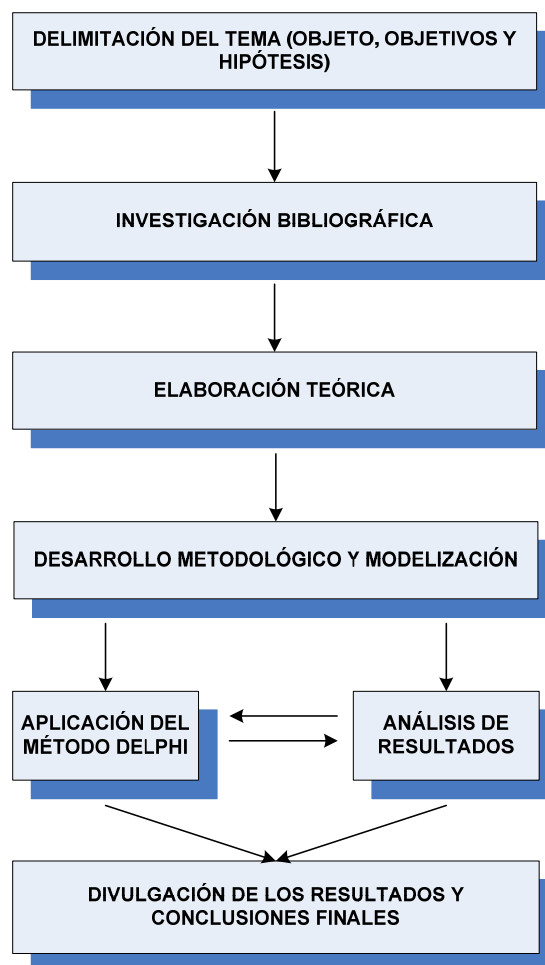 DELIMITACIÓN DEL TEMA (OBJETO, OBJETIVOS Y
HIPÓTESIS)
INVESTIGACIÓN BIBLIOGRÁFICA
ELABORACIÓN TEÓRICA
DESARROLLO METODOLÓGICO Y MODELIZACIÓN
APLICACIÓN DEL
MÉTODO DELPHI
ANÁLISIS DE
RESULTADOS
DIVULGACIÓN DE LOS RESULTADOS Y
CONCLUSIONES FINALES